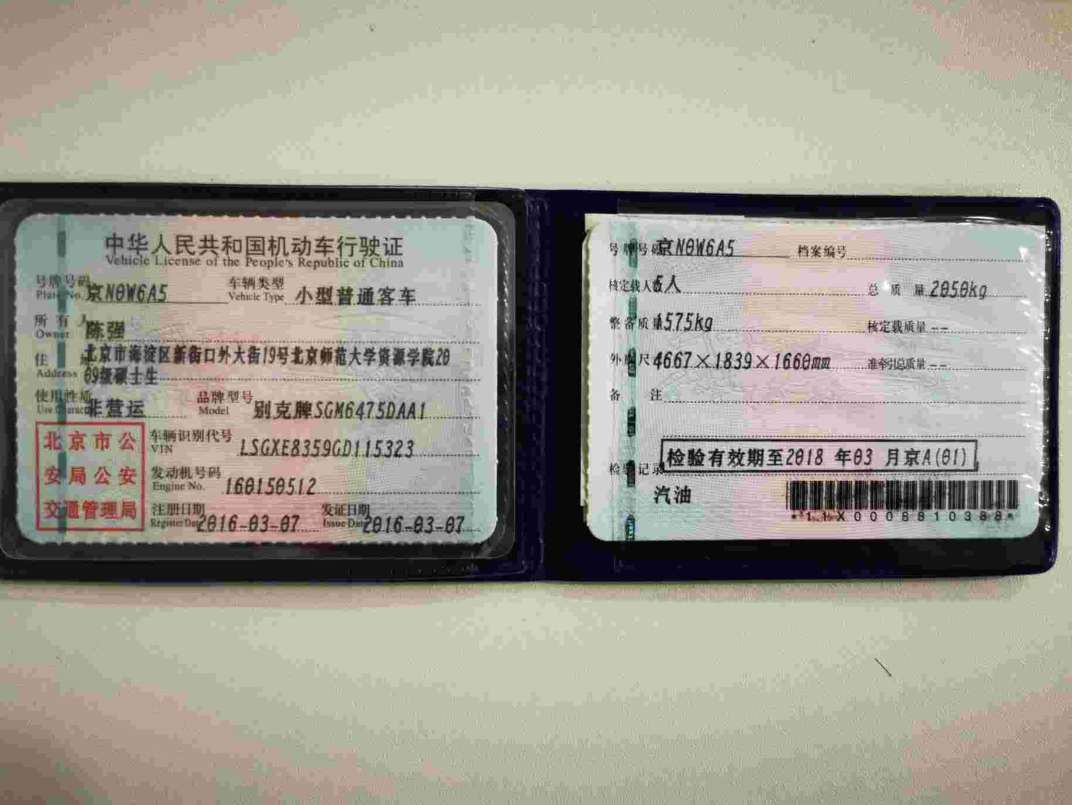 中华人民共和国机动车行驶证
Vehicle License of the People's Republic of China
号牌号码 京N0W6A5 车辆类型 小型普通客车
Plate No. Vehicle Type
所有人 陈强
Owner
住 北京市海淀区新街口外大街19号北京师范大学资源学院20
Address 09级硕士生
使用性质 非营运 品牌型号 别克牌SGM6475DAA1
Use Character Model
北京市公
安局公安
交通管理局
车辆识别代号 LSGXE8359GD115323
VIN
发动机号码 160150512
Engine No.
注册日期 2016-03-07 发证日期 2016-03-07
Register Date Issue Date
号牌号码 京N0W6A5 档案编号
核定载人数 5人 总质量 2050kg
整备质量 1575kg 核定载质量 --
外廓尺寸 4667×1839×1660mm 准牵引总质量 --
备注
检验记录 检验有效期至2018 年03 月京A(01)
汽油